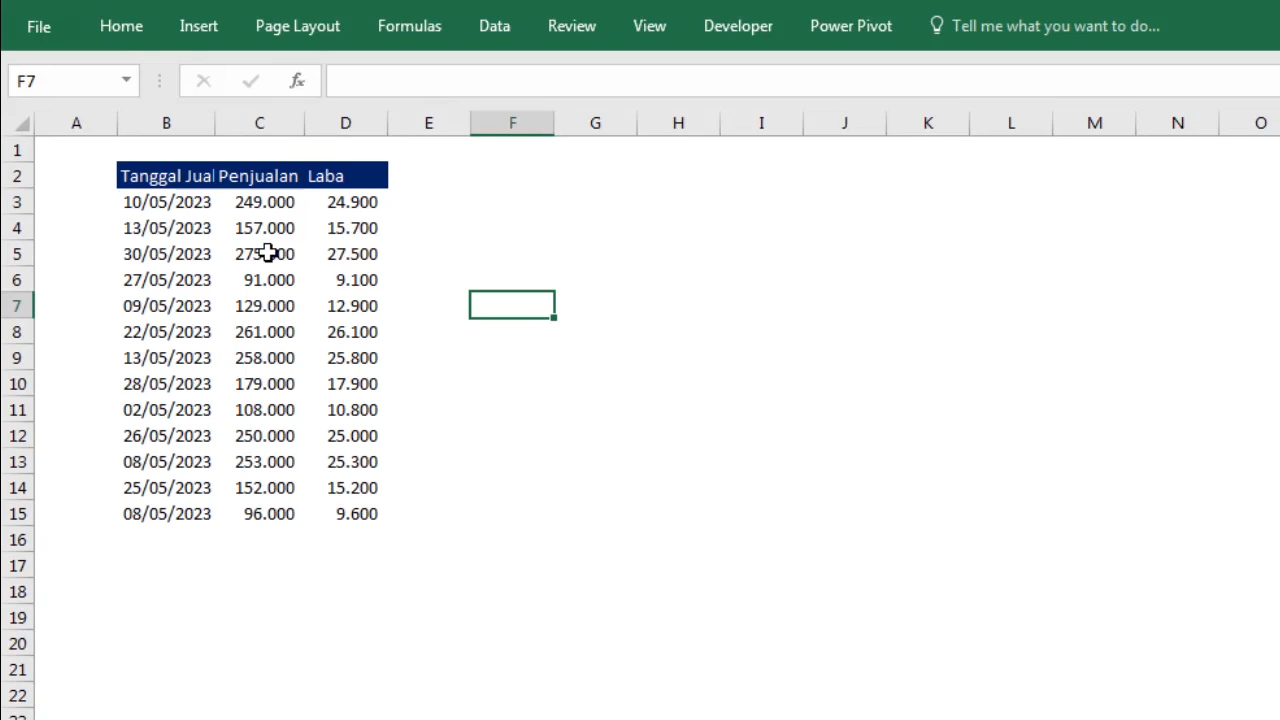 File Home Insert Page Layout Formulas Data Review View Developer Power Pivot Tell me what you want to do...
F7 fx
A B C D E F G H I J K L M N O
1
2 Tanggal Jual Penjualan Laba
3 10/05/2023 249.000 24.900
4 13/05/2023 157.000 15.700
5 30/05/2023 27.500
6 27/05/2023 91.000 9.100
7 09/05/2023 129.000 12.900
8 22/05/2023 261.000 26.100
9 13/05/2023 258.000 25.800
10 28/05/2023 179.000 17.900
11 02/05/2023 108.000 10.800
12 26/05/2023 250.000 25.000
13 08/05/2023 253.000 25.300
14 25/05/2023 152.000 15.200
15 08/05/2023 96.000 9.600
16
17
18
19
20
21
22